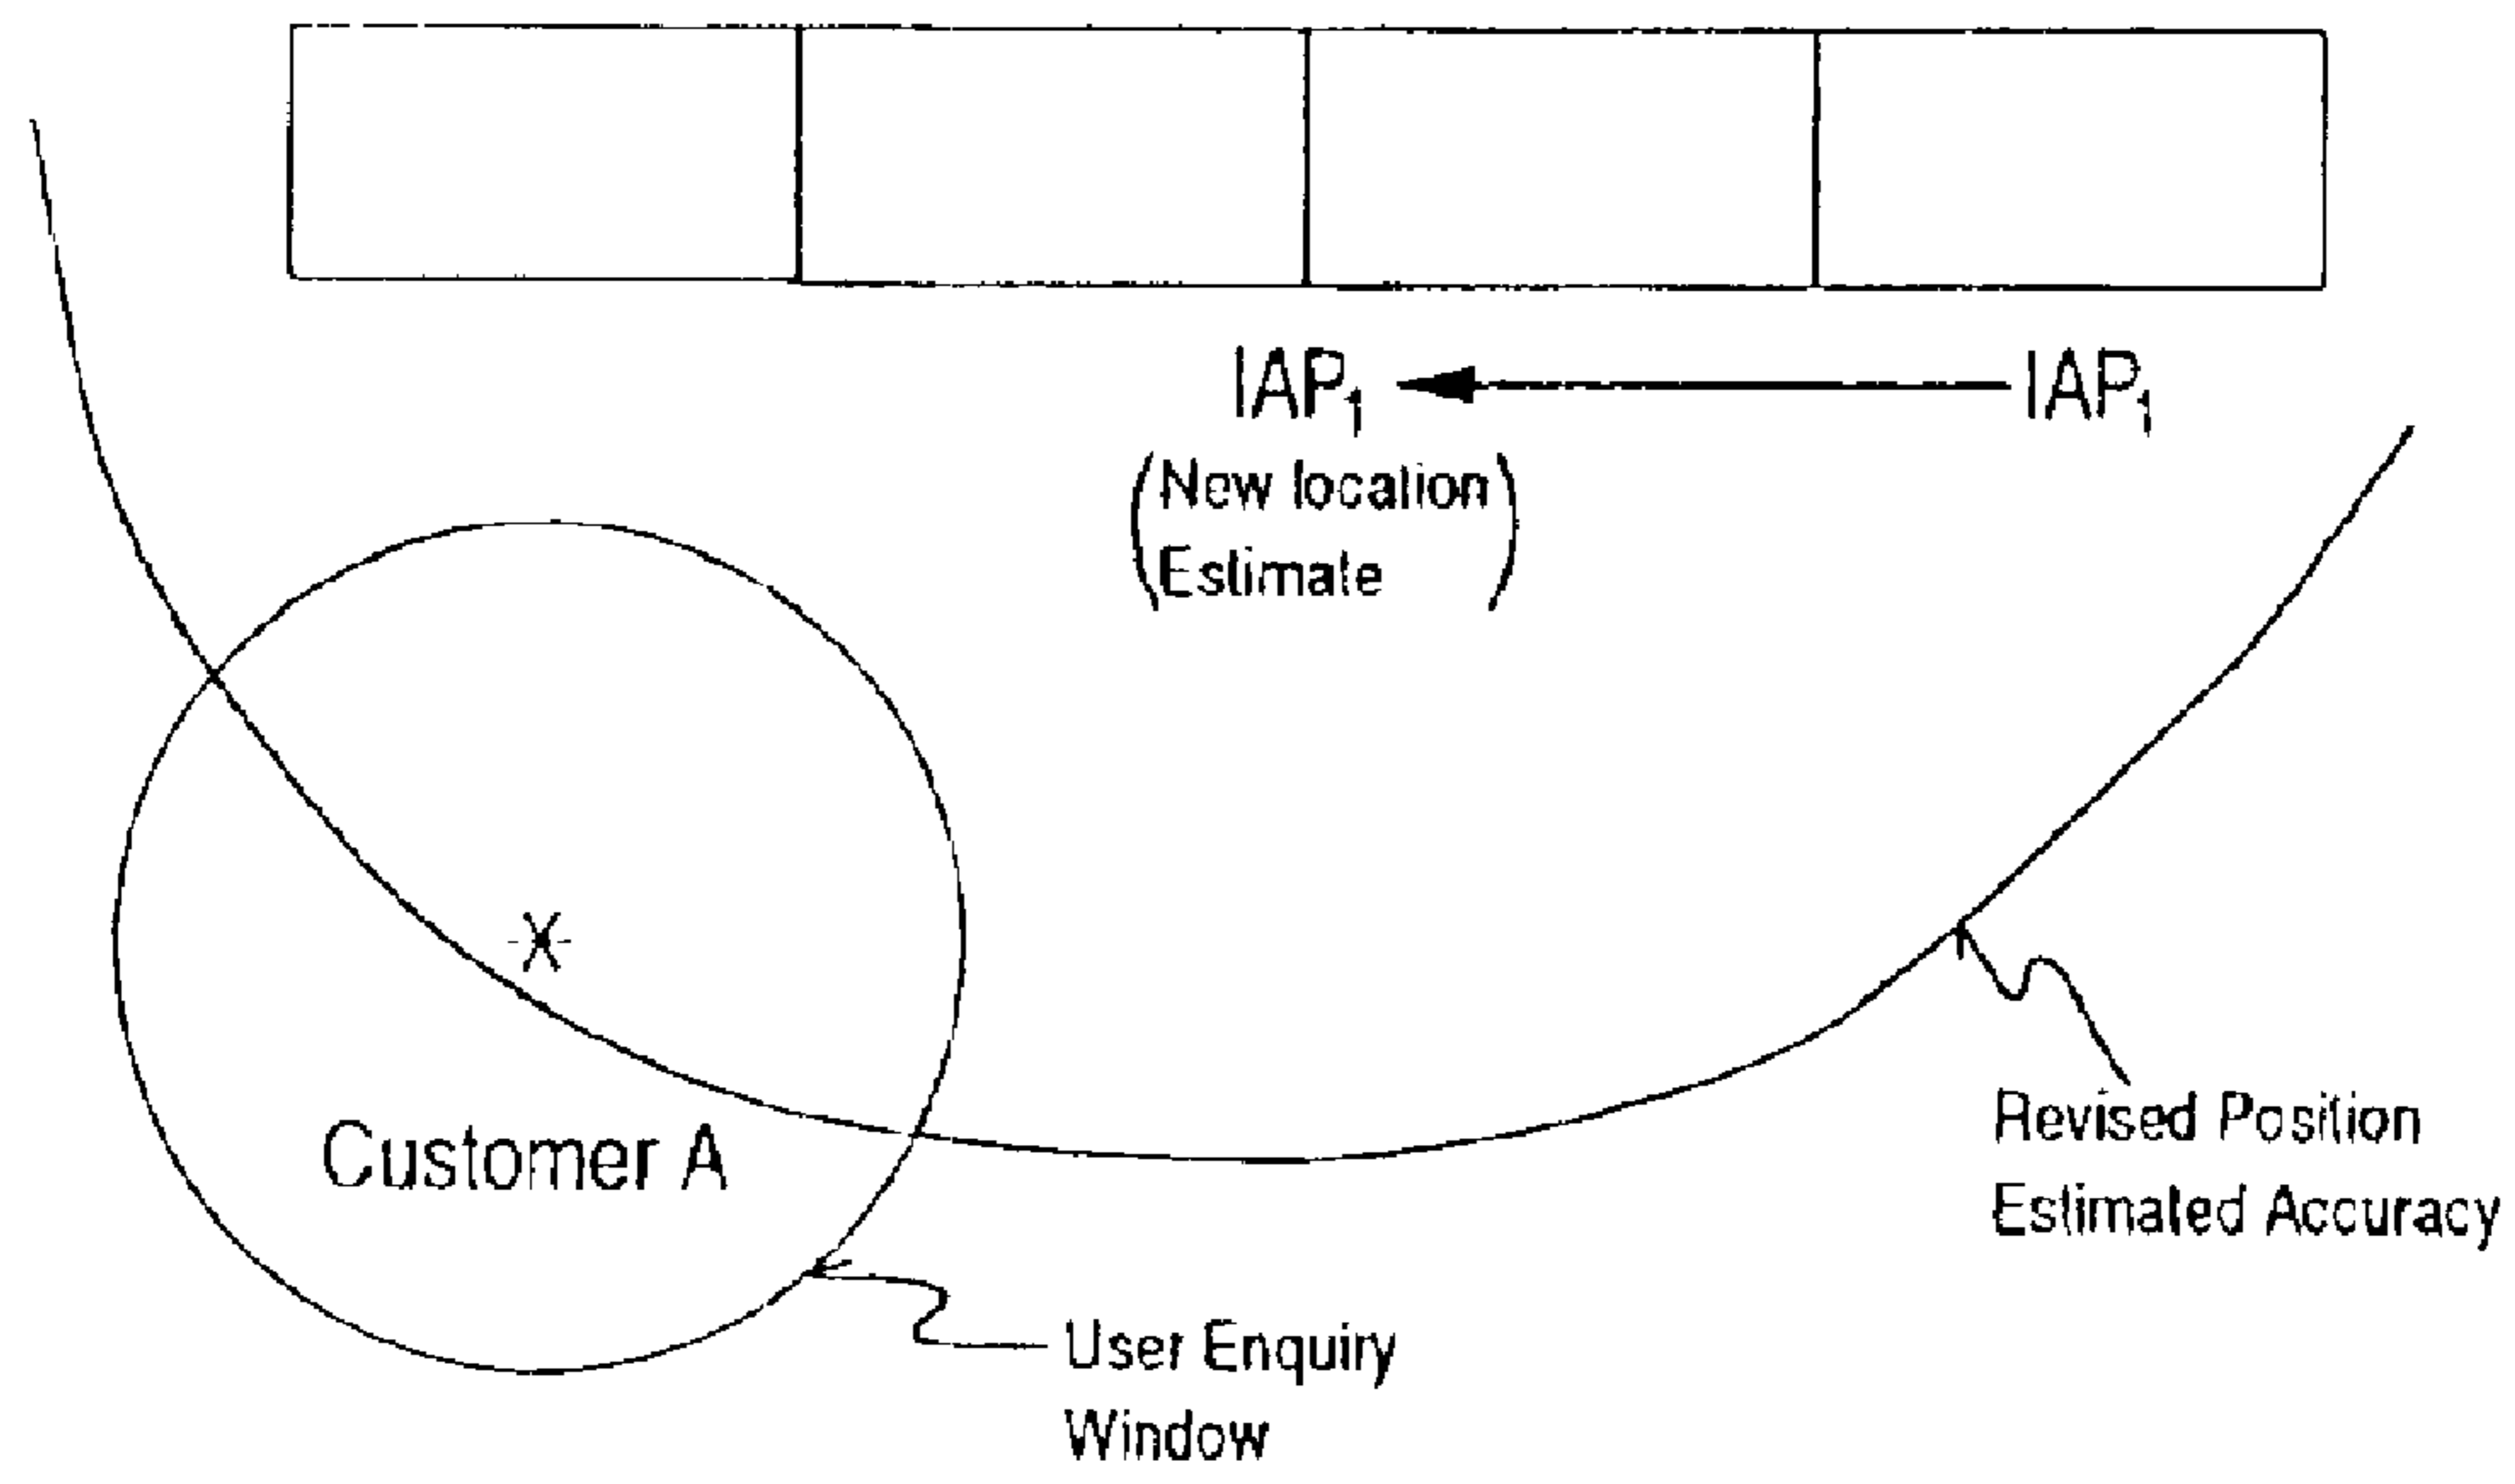 IAP1 IAP1
(New location
Estimate)
Customer A
Revised Position
Estimated Accuracy
User Enquiry
Window